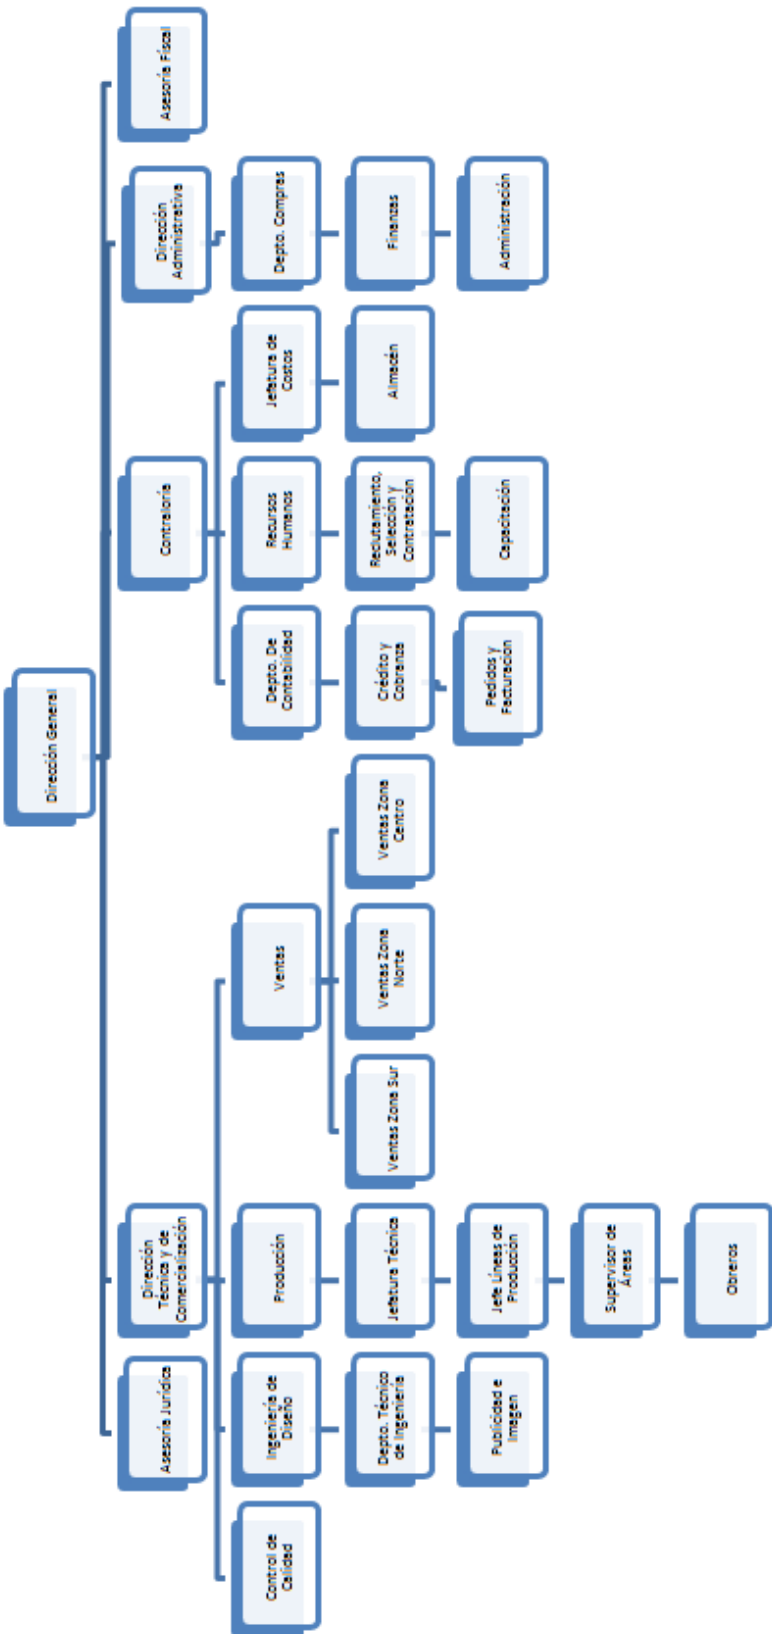 Dirección General
Asesoría Jurídica
Dirección
Técnica y de
Comercialización
Contraloría
Dirección
Administrativa
Asesoría Fiscal
Control de
Calidad
Ingeniería de
Diseño
Producción
Ventas
Depto. De
Contabilidad
Recursos
Humanos
Jefatura de
Costos
Depto. Compras
Depto. Técnico
de Ingeniería
Jefatura Técnica
Ventas Zona Sur
Ventas Zona
Norte
Ventas Zona
Centro
Crédito y
Cobranza
Reclutamiento,
Selección y
Contratacion
Almacén
Finanzas
Publicidad e
Imagen
Jefe Líneas de
Producción
Pedidos y
Facturacion
Capacitación
Administración
Supervisor de
Áreas
Obreros